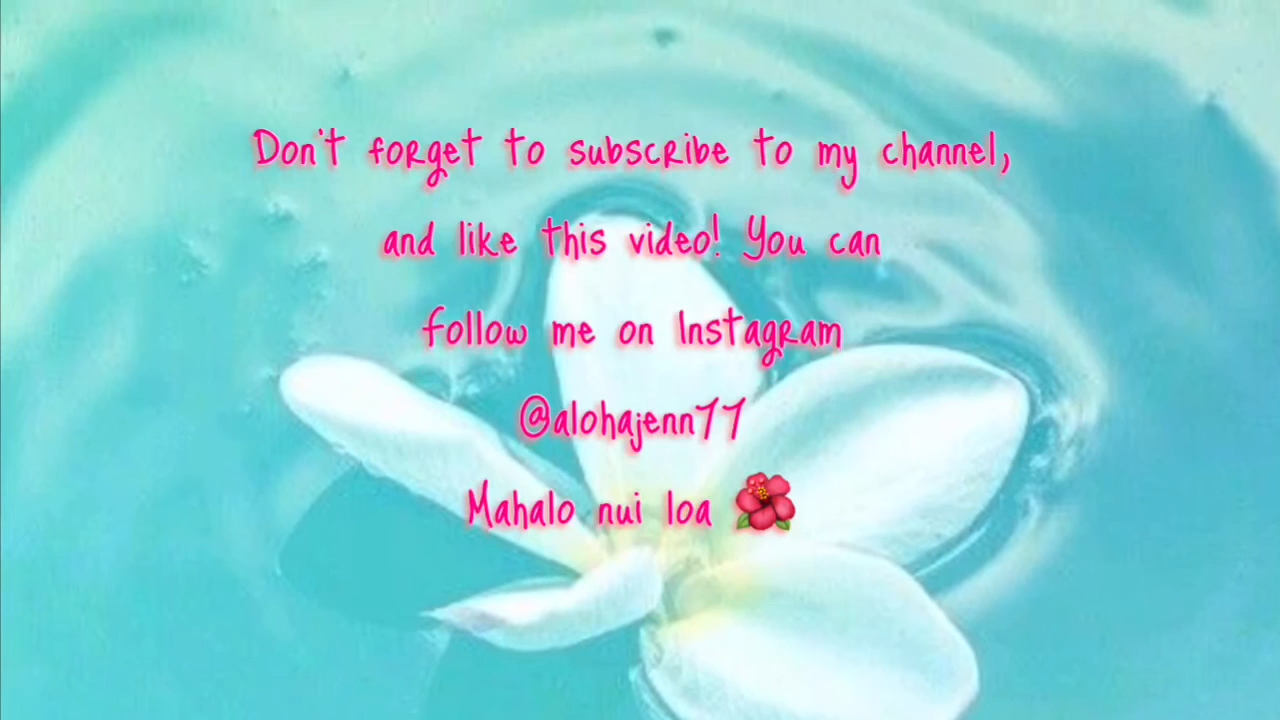 Don't forget to subscribe to my channel,
and like this video! You can
follow me on Instagram
@alohajenn77
Mahalo nui loa 🌺